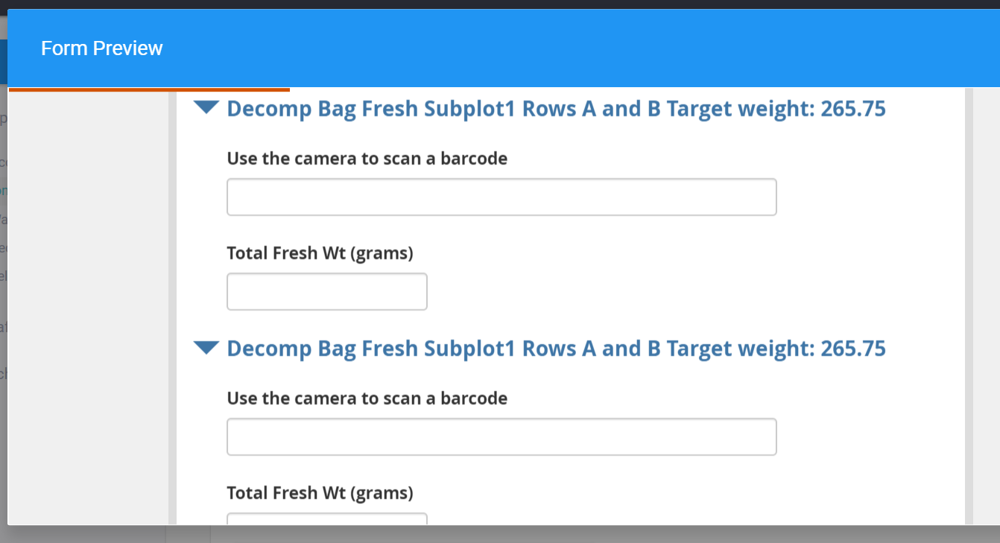 Form Preview
Decomp Bag Fresh Subplot1 Rows A and B Target weight: 265.75
Use the camera to scan a barcode
Total Fresh Wt (grams)
Decomp Bag Fresh Subplot1 Rows A and B Target weight: 265.75
Use the camera to scan a barcode
Total Fresh Wt (grams)